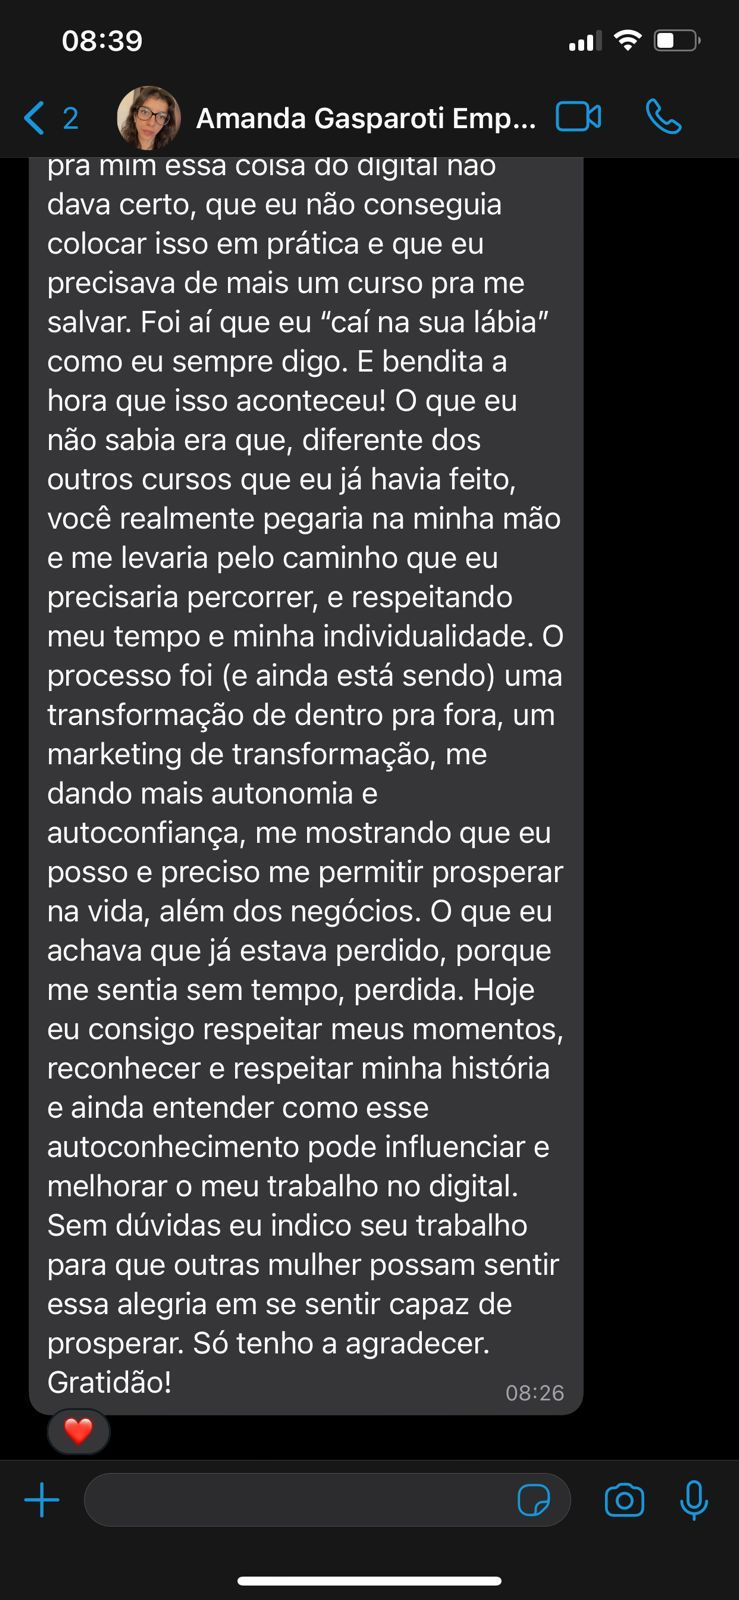 08:39
2
Amanda Gasparoti Emp...
pra mim essa coisa do digital não
dava certo, que eu não conseguia
colocar isso em prática e que eu
precisava de mais um curso pra me
salvar. Foi aí que eu “caí na sua lábia”
como eu sempre digo. E bendita a
hora que isso aconteceu! O que eu
não sabia era que, diferente dos
outros cursos que eu já havia feito,
você realmente pegaria na minha mão
e me levaria pelo caminho que eu
precisaria percorrer, e respeitando
meu tempo e minha individualidade. O
processo foi (e ainda está sendo) uma
transformação de dentro pra fora, um
marketing de transformação, me
dando mais autonomia e
autoconfiança, me mostrando que eu
posso e preciso me permitir prosperar
na vida, além dos negócios. O que eu
achava que já estava perdido, porque
me sentia sem tempo, perdida. Hoje
eu consigo respeitar meus momentos,
reconhecer e respeitar minha história
e ainda entender como esse
autoconhecimento pode influenciar e
melhorar o meu trabalho no digital.
Sem dúvidas eu indico seu trabalho
para que outras mulher possam sentir
essa alegria em se sentir capaz de
prosperar. Só tenho a agradecer.
Gratidão!
08:26